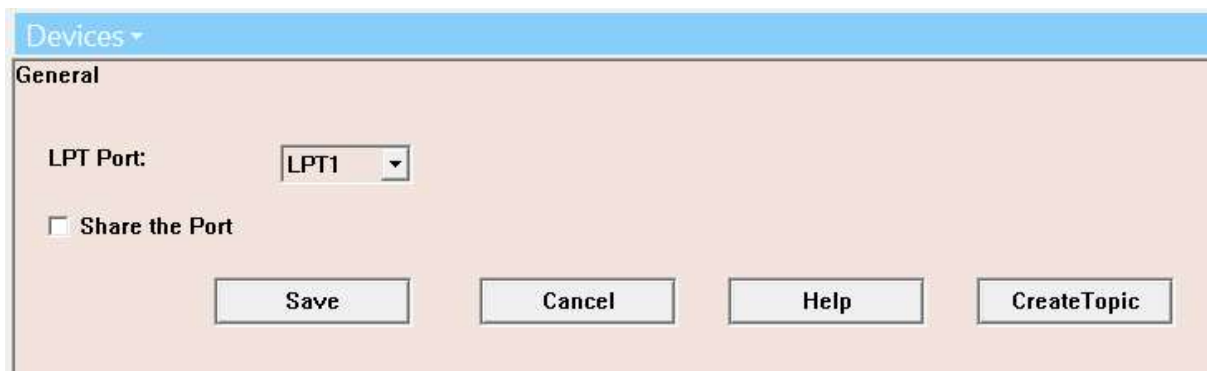 Devices
General
LPT Port: LPT1
Share the Port
Save Cancel Help CreateTopic